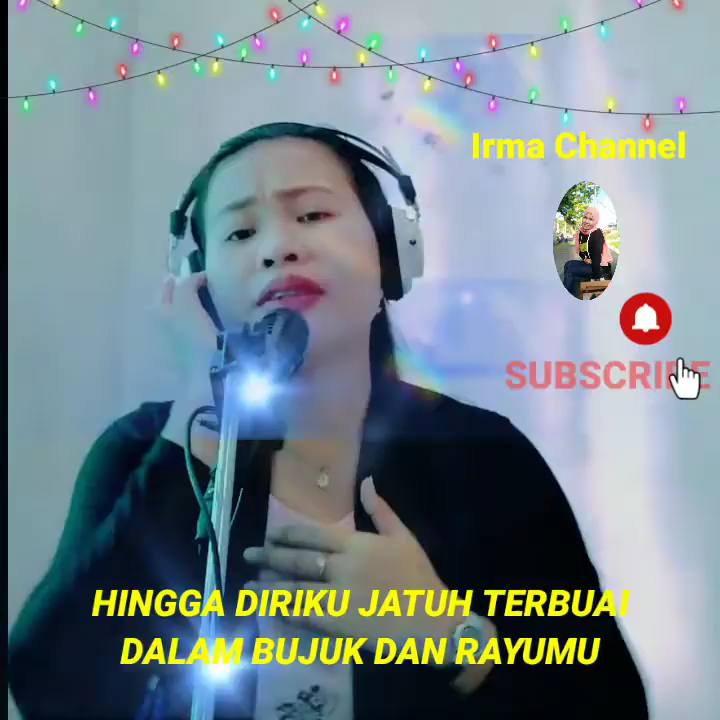 Irma Channel
SUBSCRIBE
HINGGA DIRIKU JATUH TERBUAI
DALAM BUJUK DAN RAYUMU